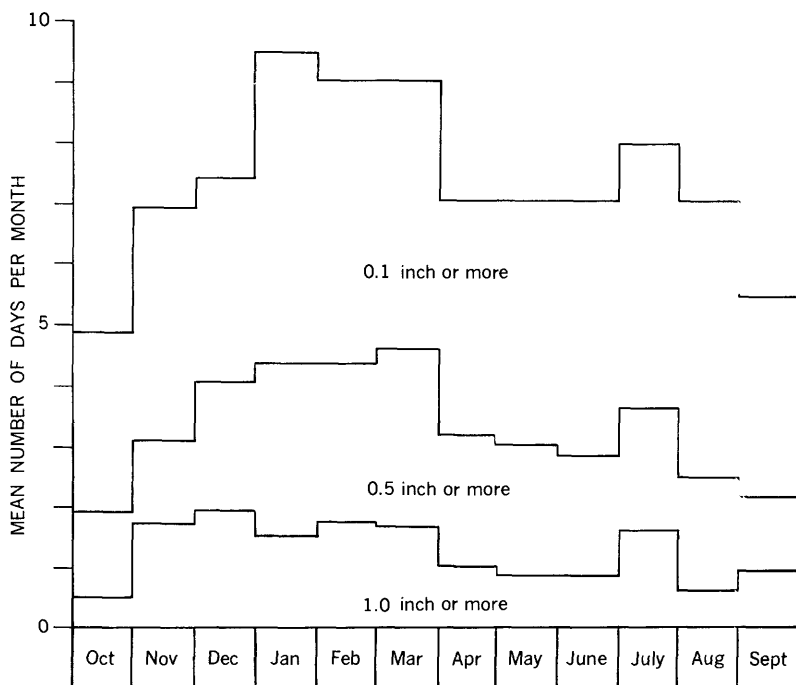 10
MEAN NUMBER OF DAYS PER MONTH
0.1 inch or more
5
0.5 inch or more
1.0 inch or more
0
Oct Nov Dec Jan Feb Mar Apr May June July Aug Sept